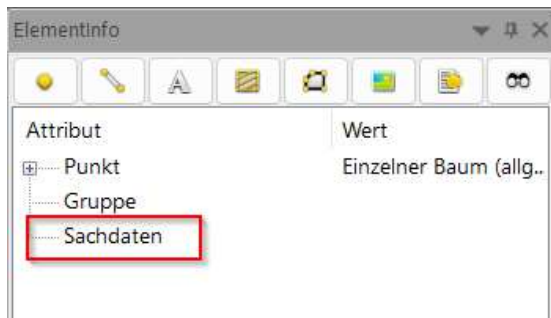 Elementinfo
A
Attribut Wert
Punkt Einzelner Baum (allg..
Gruppe
Sachdaten